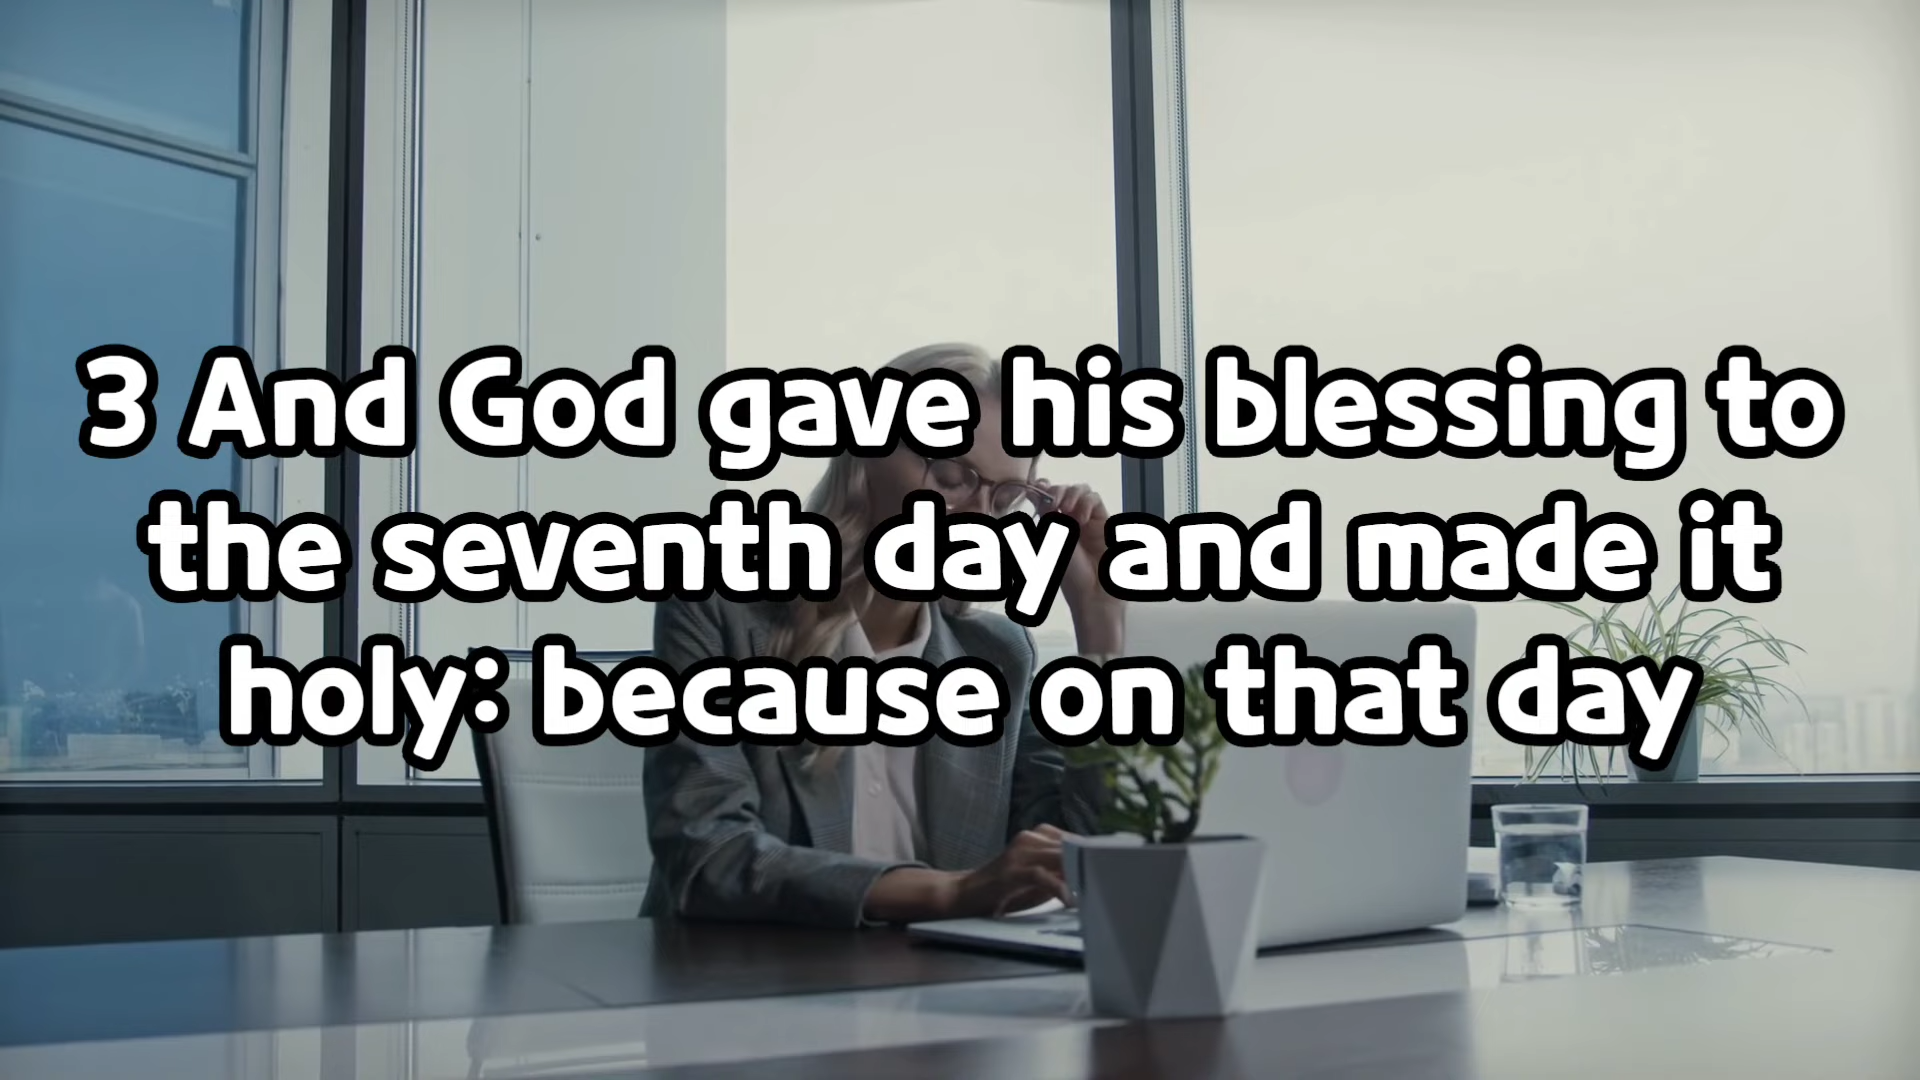 3 And God gave his blessing to
the seventh day and made it
holy: because on that day